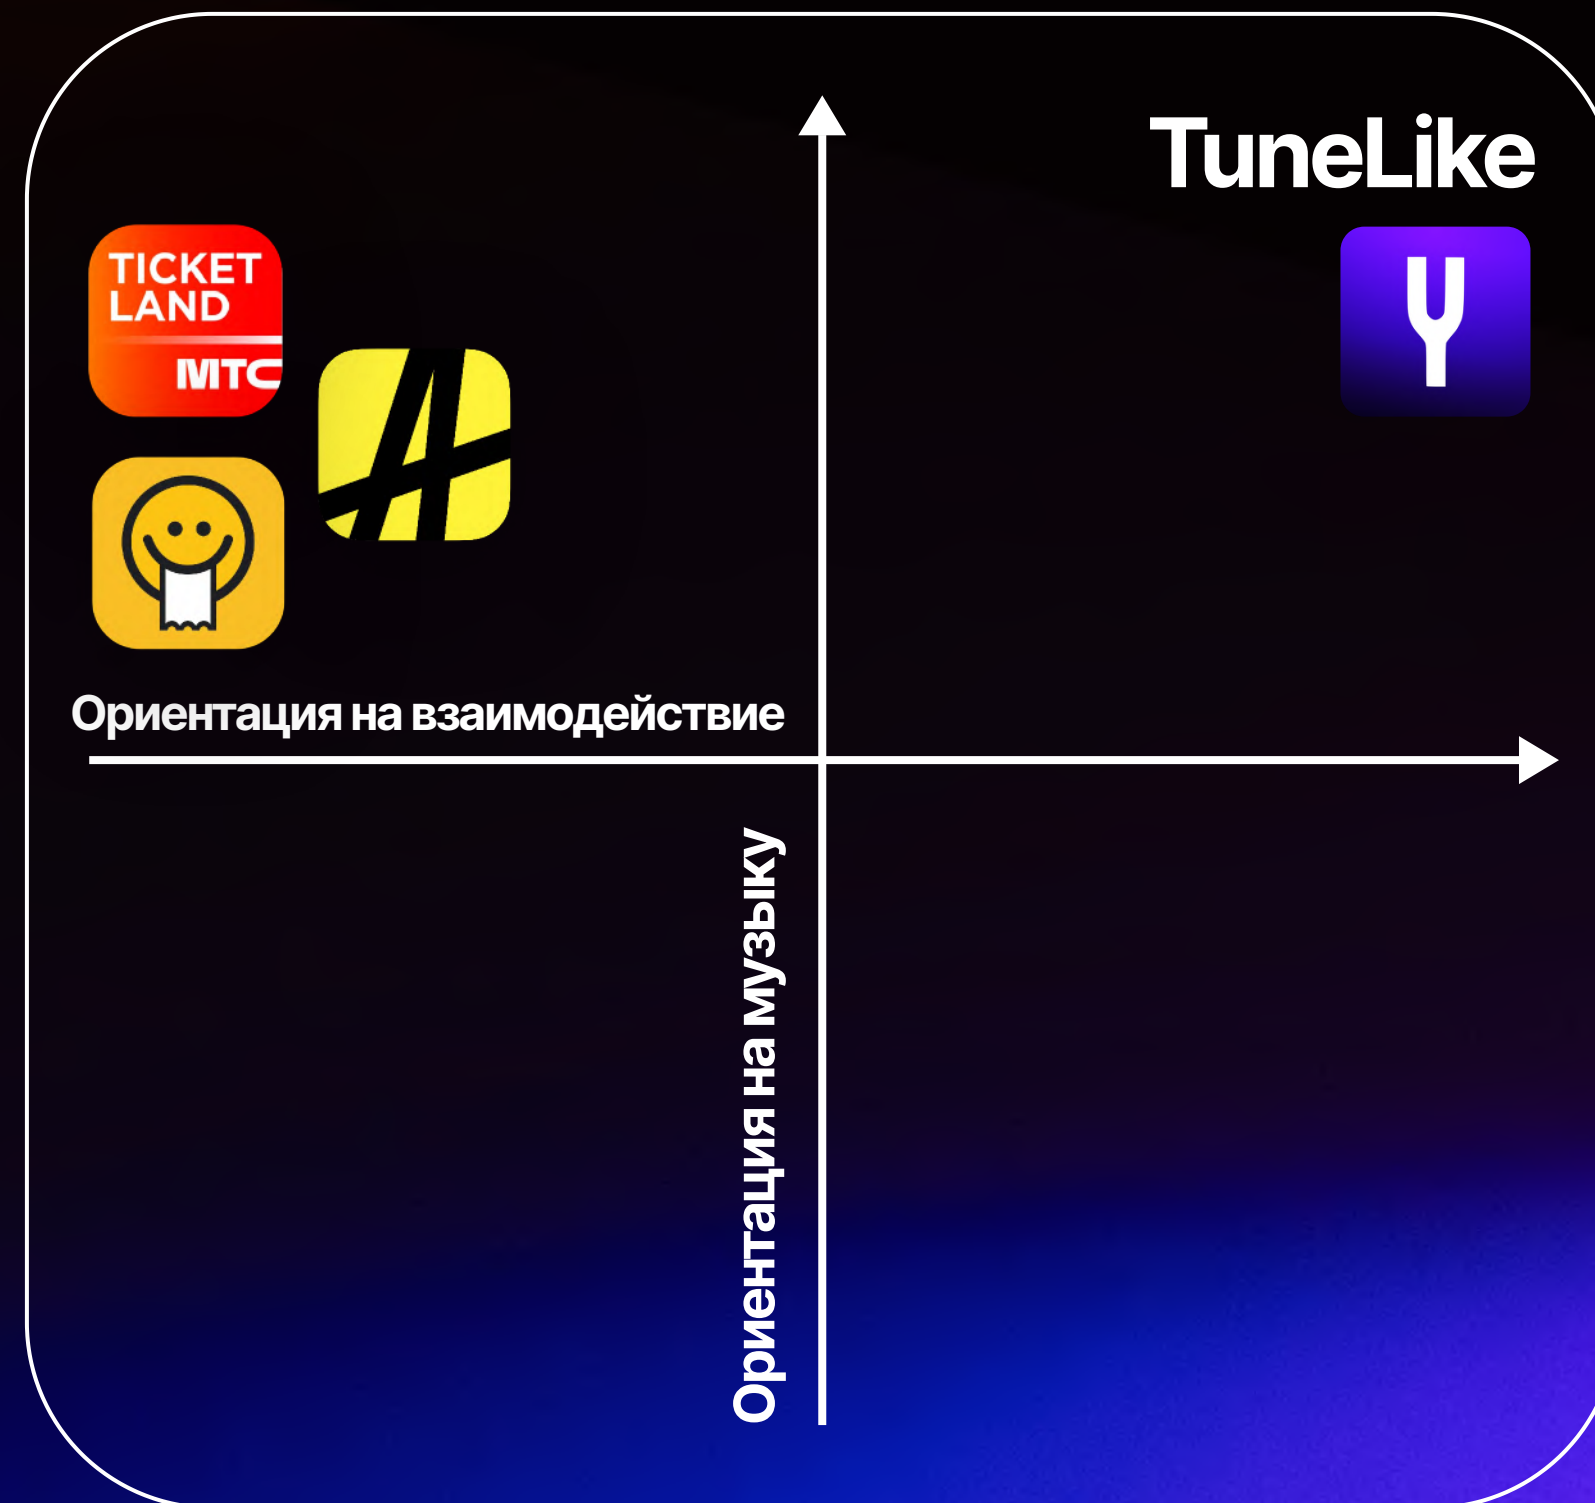 TuneLike
TICKET
LAND
МТС
Ориентация на взаимодействие
Ориентация на музыку